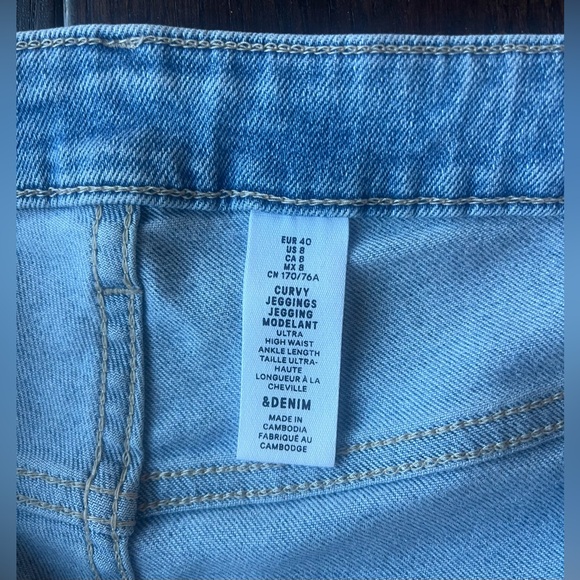 EUR 40
US 8
CA 8
MX 8
CN 170/76A
CURVY
JEGGINGS
JEGGING
MODELANT
ULTRA
HIGH WAIST
ANKLE LENGTH
TAILLE ULTRA-
HAUTE
LONGUEUR À LA
CHEVILLE
&DENIM
MADE IN
CAMBODIA
FABRIQUÉ AU
CAMBODGE